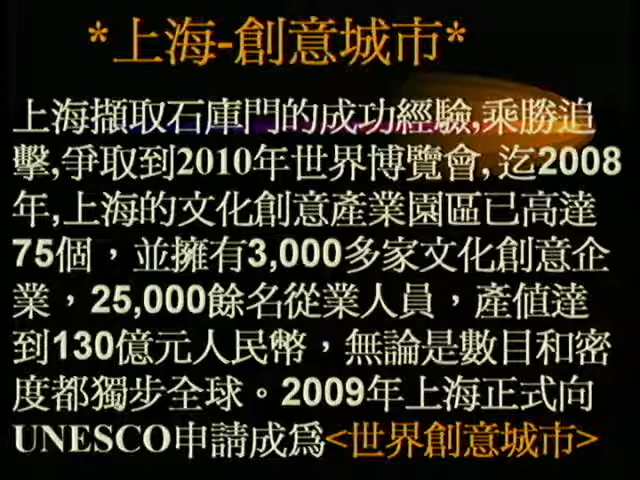 *上海-創意城市*
上海擷取石庫門的成功經驗,乘勝追
擊,爭取到2010年世界博覽會, 迄2008
年,上海的文化創意產業園區已高達
75個，並擁有3,000多家文化創意企
業，25,000餘名從業人員，產值達
到130億元人民幣，無論是數目和密
度都獨步全球。2009年上海正式向
UNESCO申請成為<世界創意城市>